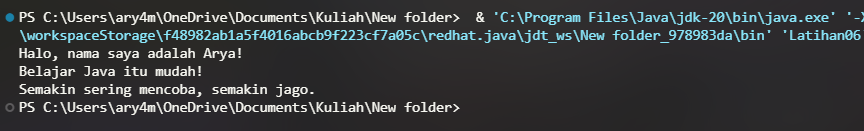 PS C:\Users\ary4m\OneDrive\Documents\Kuliah\New folder>  & 'C:\Program Files\Java\jdk-20\bin\java.exe' '-X
\workspaceStorage\f48982ab1a5f4016abcb9f223cf7a05c\redhat.java\jdt_ws\New folder_978983da\bin' 'Latihan06
Halo, nama saya adalah Arya!
Belajar Java itu mudah!
Semakin sering mencoba, semakin jago.
PS C:\Users\ary4m\OneDrive\Documents\Kuliah\New folder>